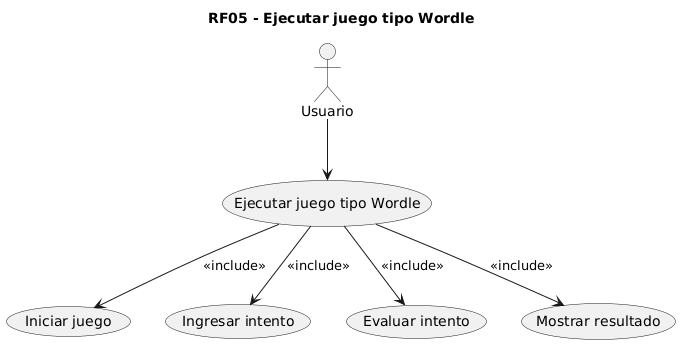 RF05 - Ejecutar juego tipo Wordle
Usuario
Ejecutar juego tipo Wordle
«include»
«include»
«include»
«include»
Iniciar juego
Ingresar intento
Evaluar intento
Mostrar resultado